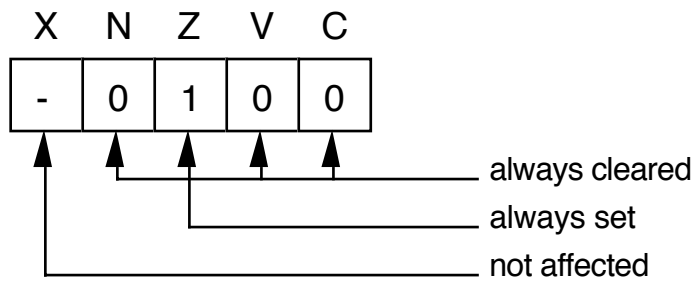 X N Z V C
- 0 1 0 0
always cleared
always set
not affected